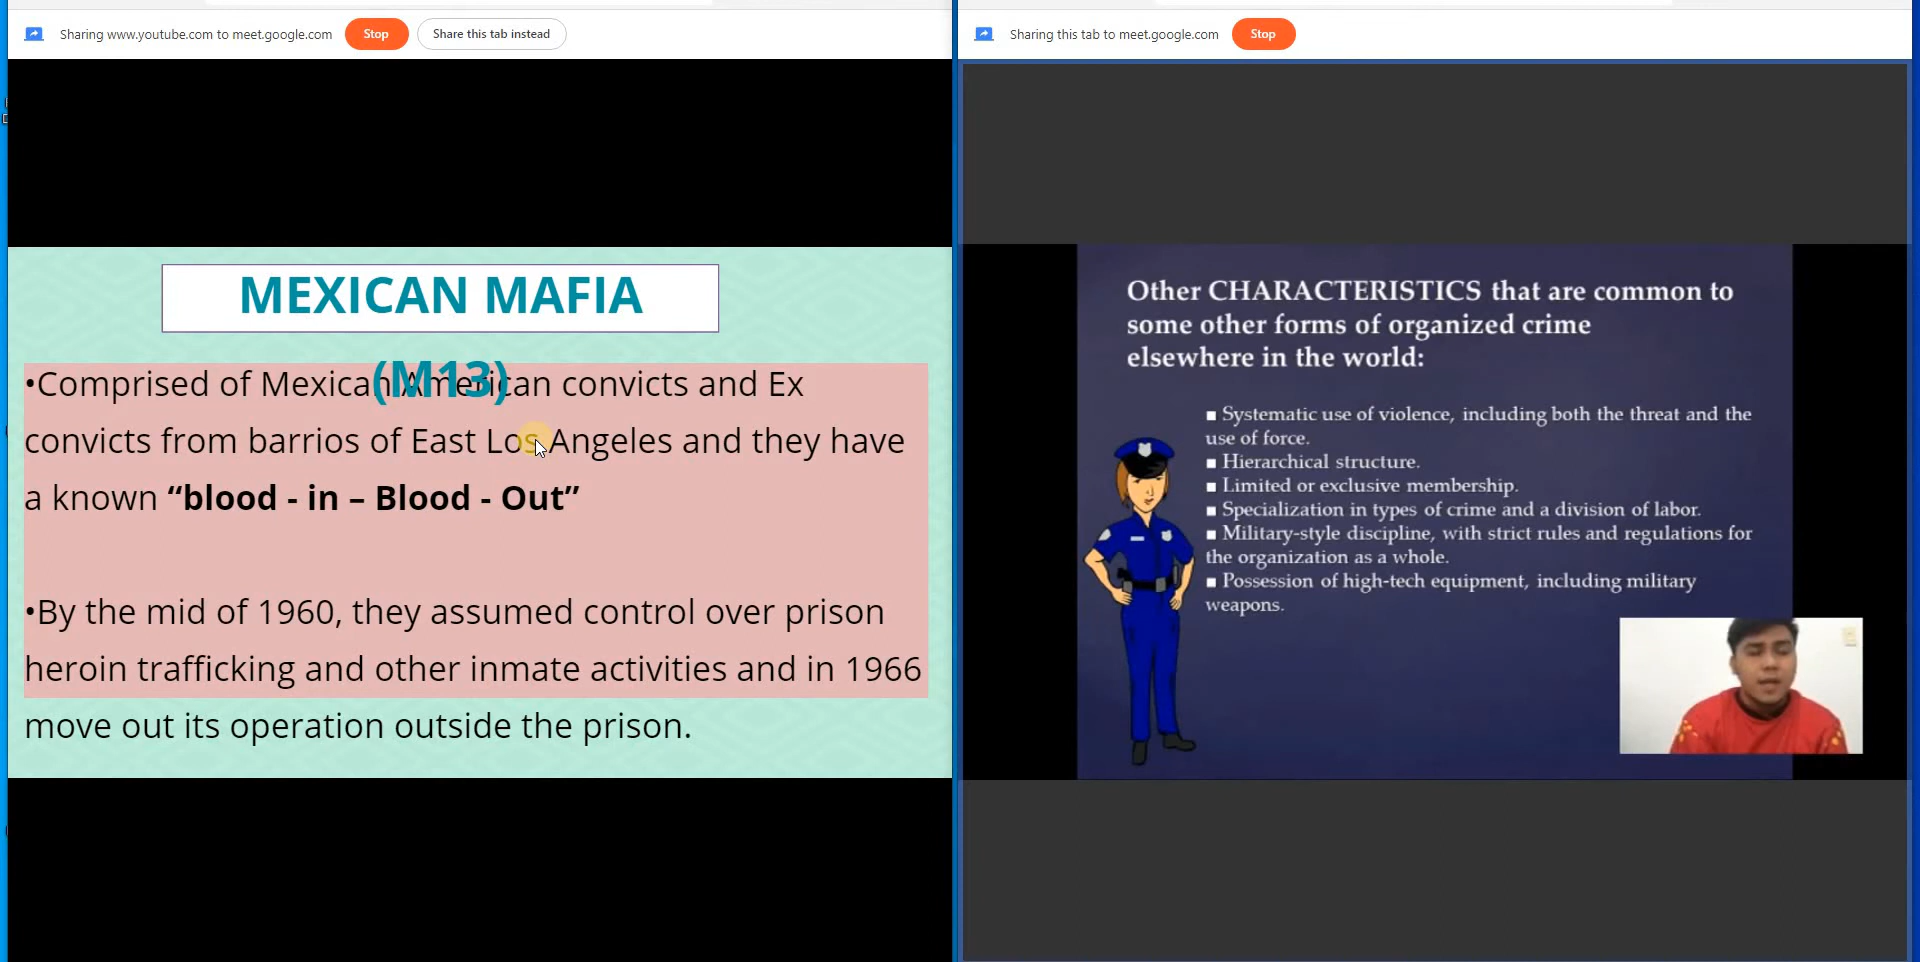 Sharing www.youtube.com to meet.google.com
Stop
Share this tab instead
MEXICAN MAFIA
(M13)
•Comprised of Mexican American convicts and Ex
convicts from barrios of East Los Angeles and they have
a known “blood - in – Blood - Out”
•By the mid of 1960, they assumed control over prison
heroin trafficking and other inmate activities and in 1966
move out its operation outside the prison.
Sharing this tab to meet.google.com
Stop
Other CHARACTERISTICS that are common to
some other forms of organized crime
elsewhere in the world:
■ Systematic use of violence, including both the threat and the
use of force.
■ Hierarchical structure.
■ Limited or exclusive membership.
■ Specialization in types of crime and a division of labor.
■ Military-style discipline, with strict rules and regulations for
the organization as a whole.
■ Possession of high-tech equipment, including military
weapons.